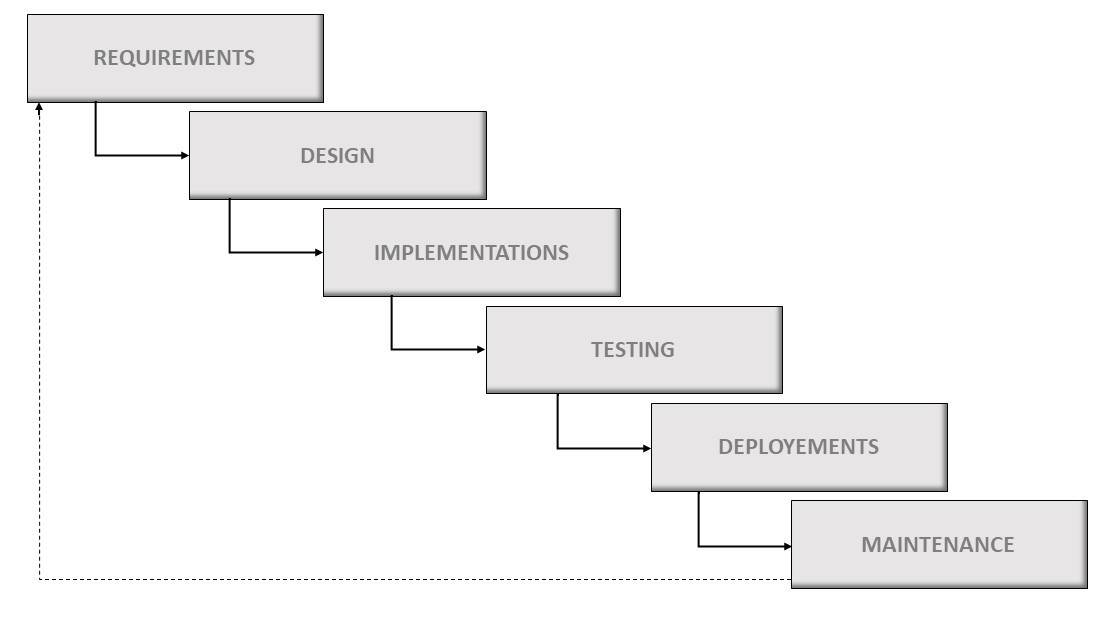 REQUIREMENTS
DESIGN
IMPLEMENTATIONS
TESTING
DEPLOYEMENTS
MAINTENANCE